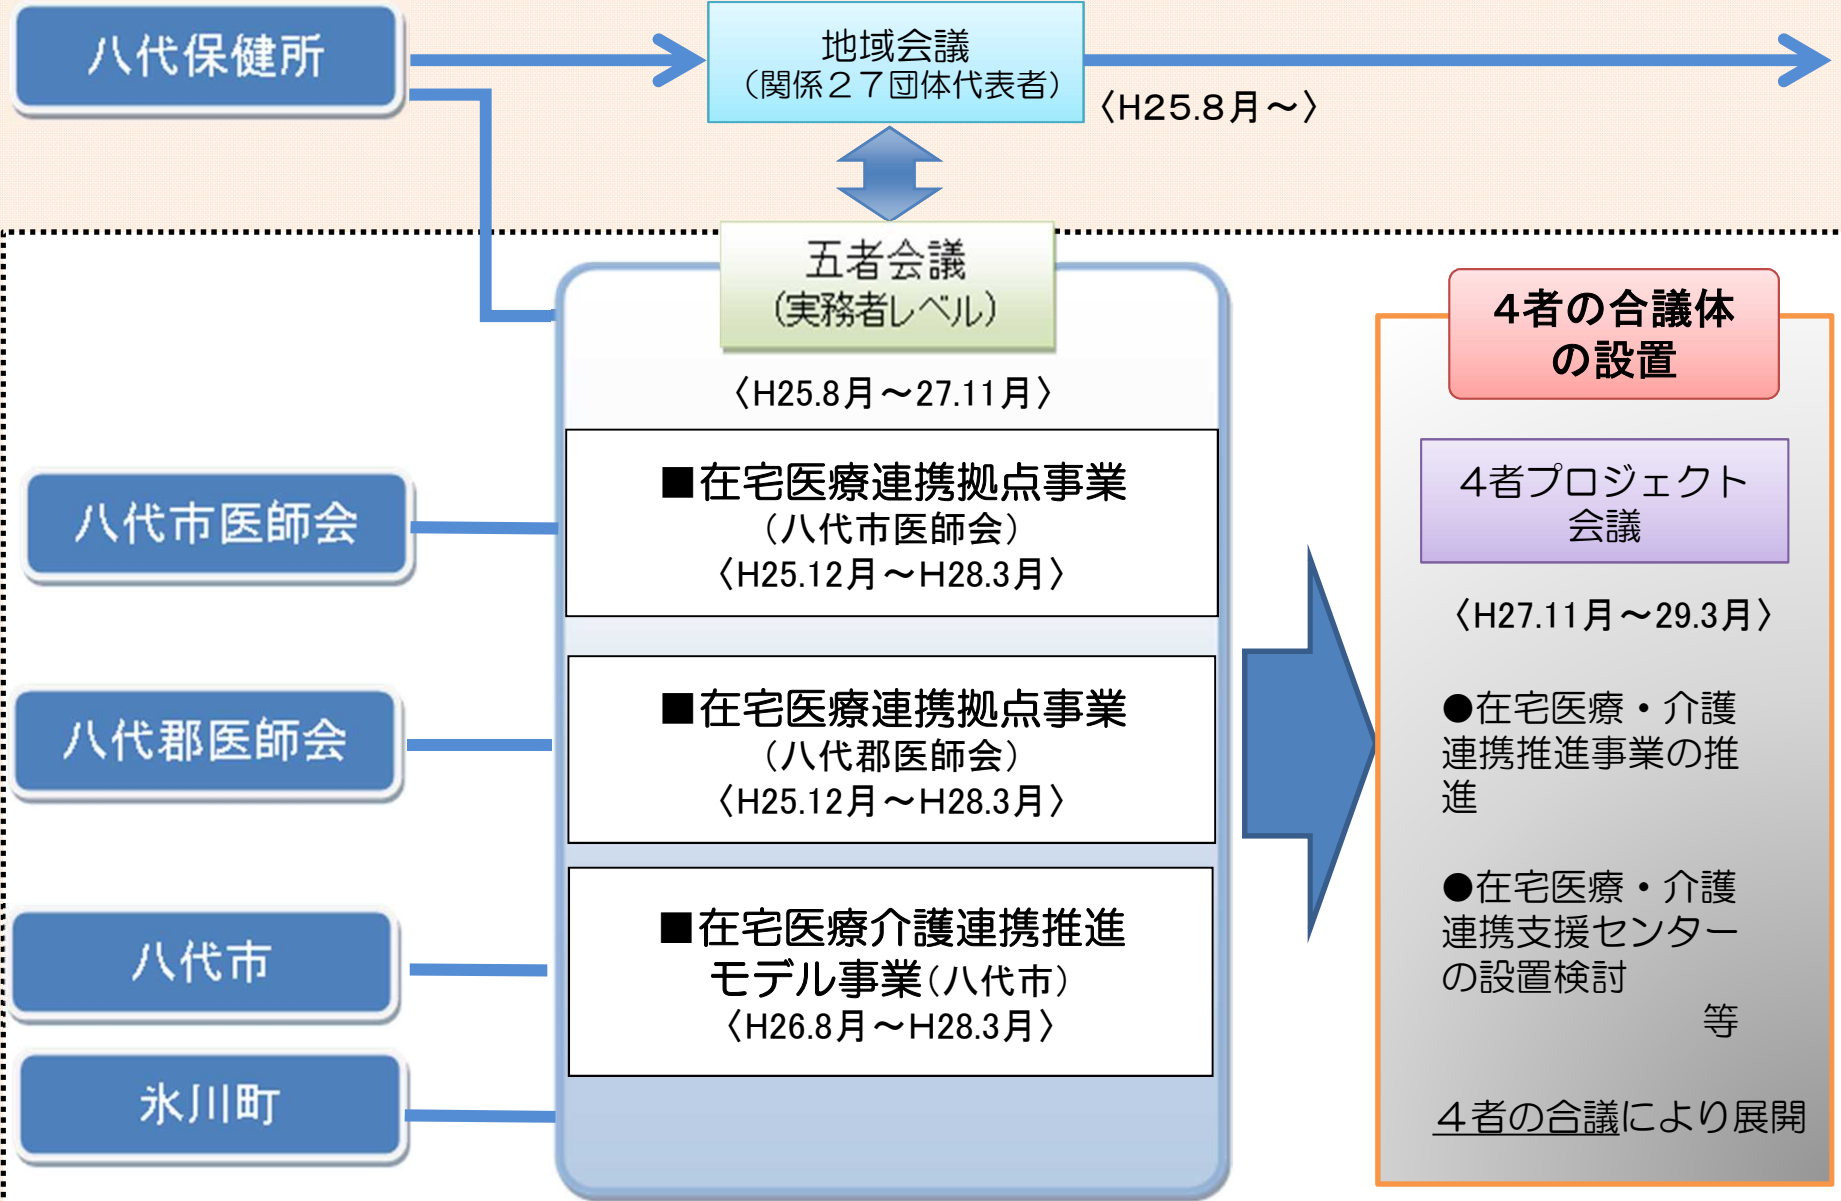 八代保健所
地域会議
（関係２７団体代表者）
〈H25.8月～〉
五者会議
（実務者レベル）
〈H25.8月～27.11月〉
八代市医師会
■在宅医療連携拠点事業
（八代市医師会）
〈H25.12月～H28.3月〉
八代郡医師会
■在宅医療連携拠点事業
（八代郡医師会）
〈H25.12月～H28.3月〉
八代市
■在宅医療介護連携推進
モデル事業（八代市）
〈H26.8月～H28.3月〉
氷川町
4者の合議体
の設置
4者プロジェクト
会議
〈H27.11月～29.3月〉
●在宅医療・介護
連携推進事業の推
進
●在宅医療・介護
連携支援センター
の設置検討
等
４者の合議により展開